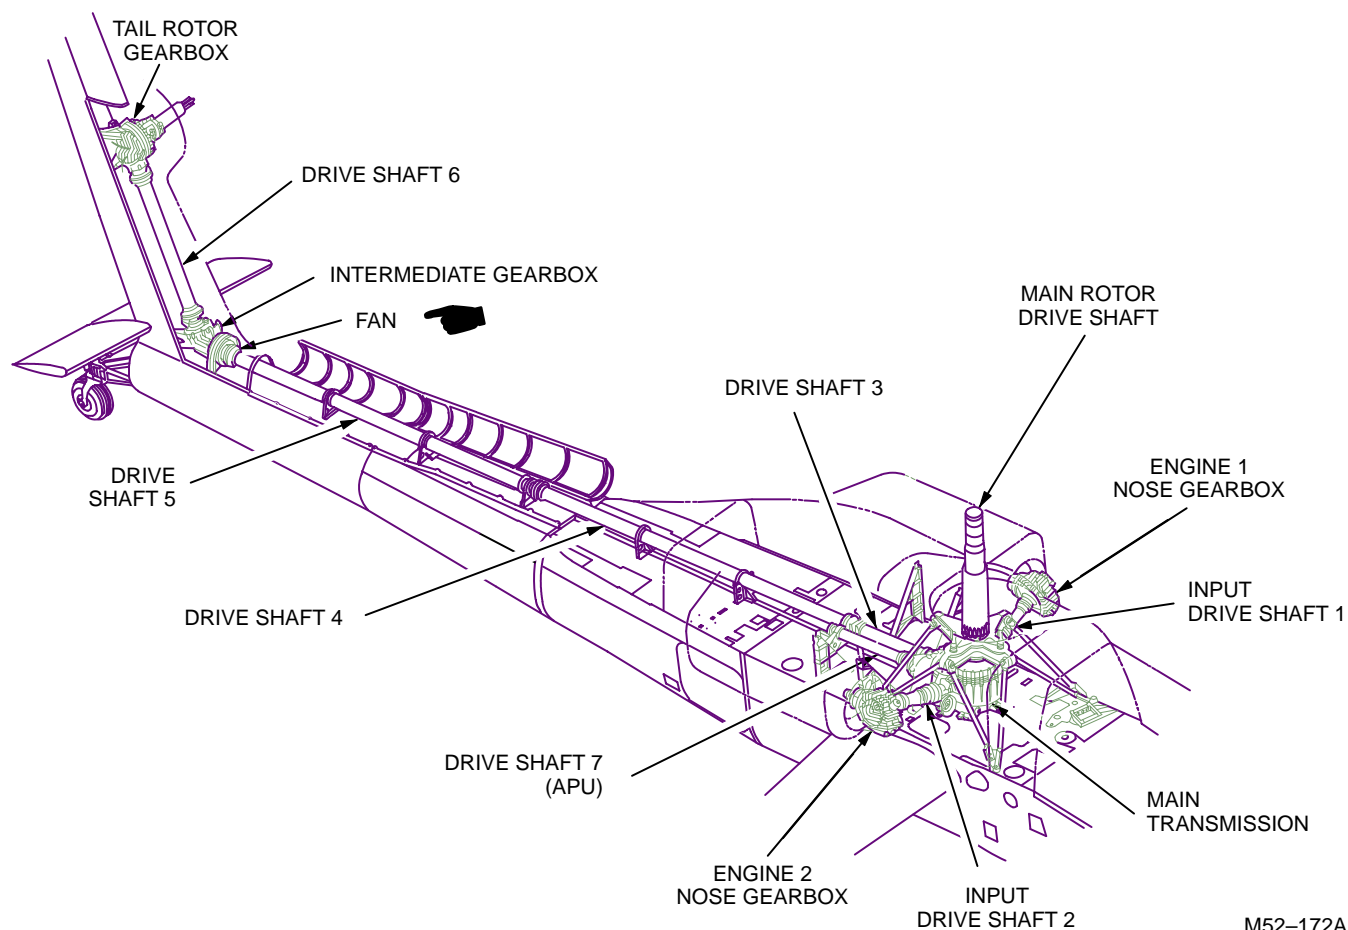 TAIL ROTOR
GEARBOX
DRIVE SHAFT 6
INTERMEDIATE GEARBOX
FAN
MAIN ROTOR
DRIVE SHAFT
DRIVE SHAFT 3
ENGINE 1
NOSE GEARBOX
DRIVE
SHAFT 5
INPUT
DRIVE SHAFT 1
DRIVE SHAFT 4
DRIVE SHAFT 7
(APU)
MAIN
TRANSMISSION
ENGINE 2
NOSE GEARBOX
INPUT
DRIVE SHAFT 2
M52–172A